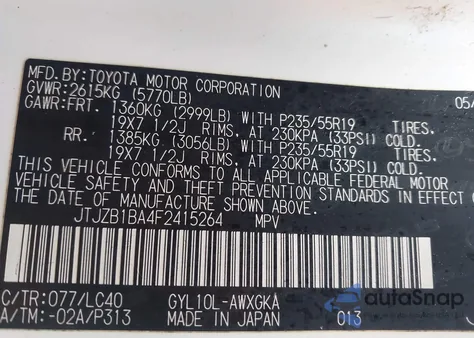 MFD.BY:TOYOTA MOTOR CORPORATION 05/
GVWR:2615KG (5770LB)
GAWR:FRT. 1360KG (2999LB) WITH P235/55R19 TIRES.
19X7 1/2J RIMS. AT 230KPA (33PSI) COLD.
RR. 1385KG (3056LB) WITH P235/55R19 TIRES.
19X7 1/2J RIMS. AT 230KPA (33PSI) COLD.
THIS VEHICLE CONFORMS TO ALL APPLICABLE FEDERAL MOTOR
VEHICLE SAFETY AND THEFT PREVENTION STANDARDS IN EFFECT
THE DATE OF MANUFACTURE SHOWN ABOVE.
JTJZB1BA4F2415264 MPV
C/TR:077/LC40 GYL10L-AWXGKA
A/TM:-02A/P313 MADE IN JAPAN 013
autoSnap